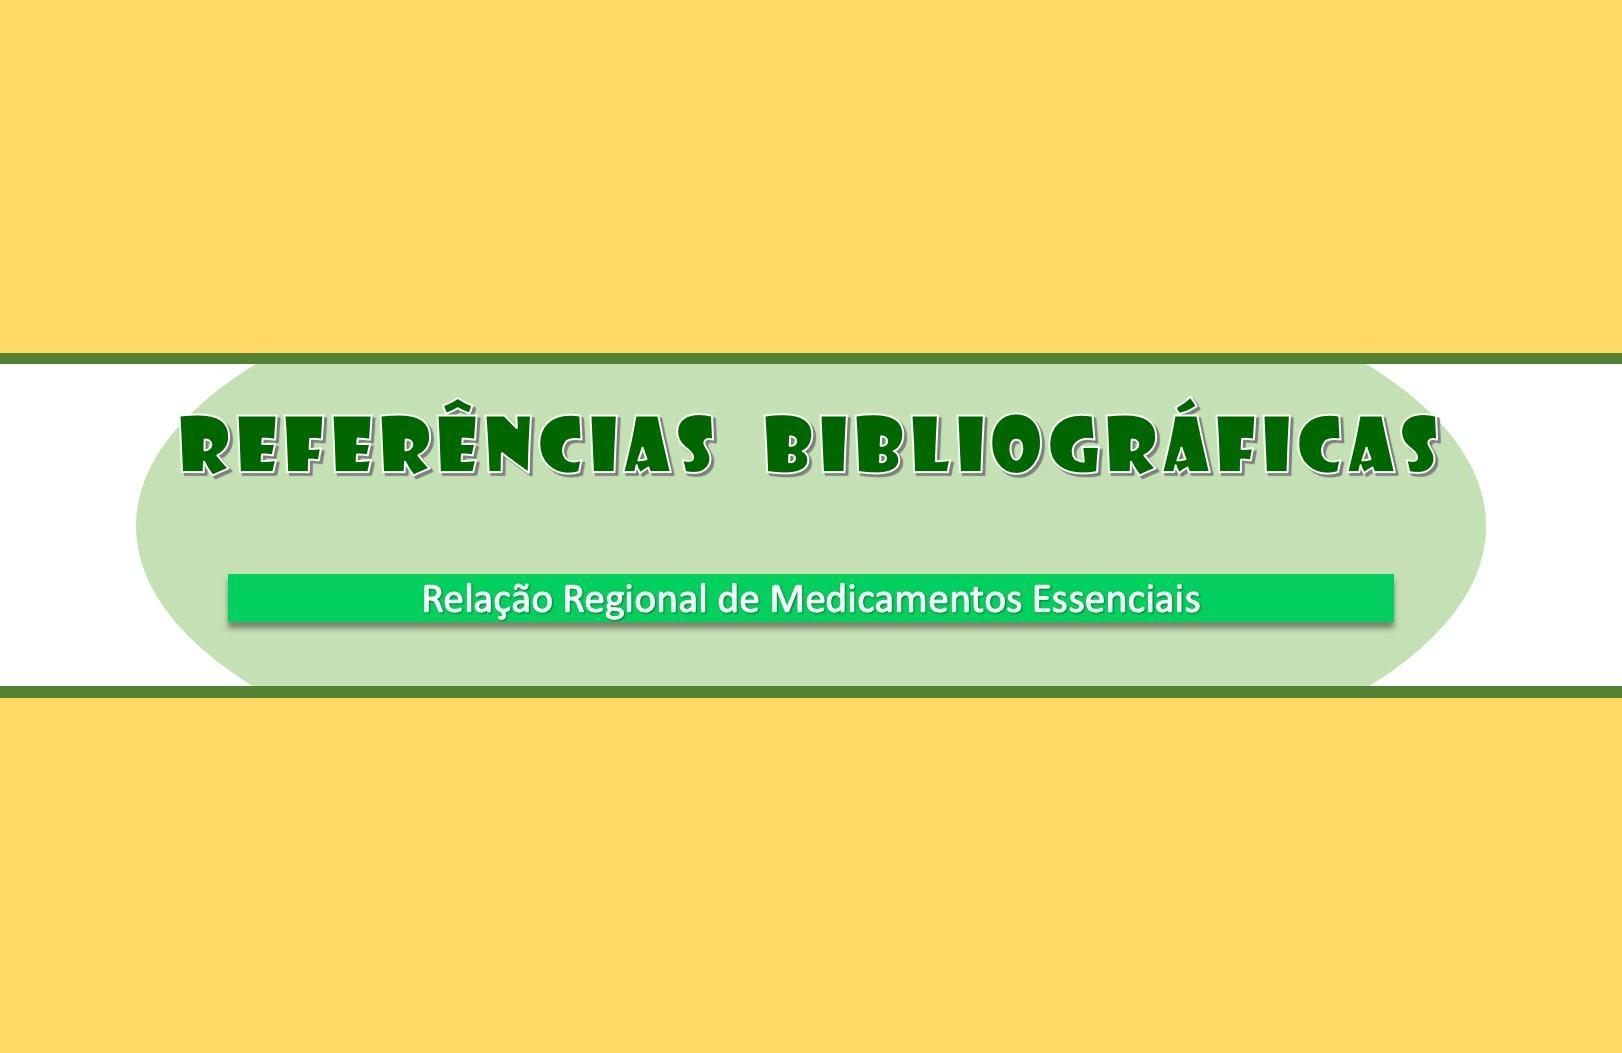 REFERÊNCIAS BIBLIOGRÁFICAS
Relação Regional de Medicamentos Essenciais